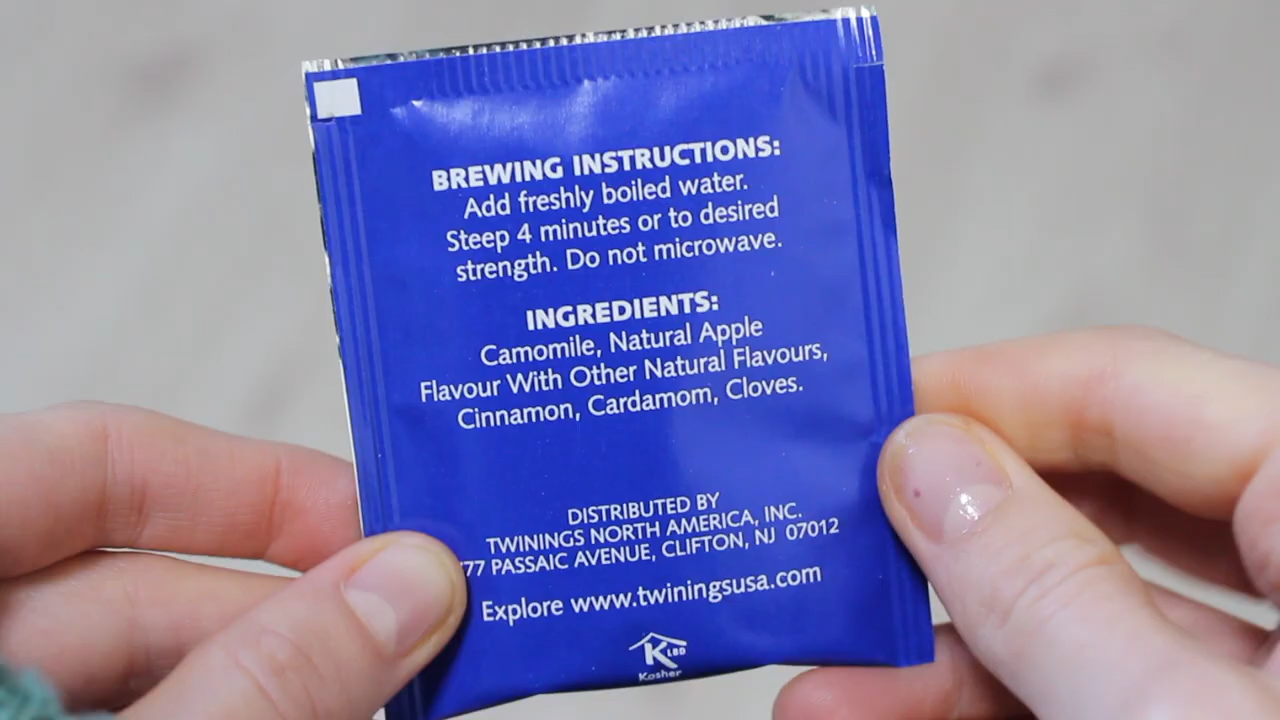 BREWING INSTRUCTIONS:
Add freshly boiled water.
Steep 4 minutes or to desired
strength. Do not microwave.
INGREDIENTS:
Camomile, Natural Apple
Flavour With Other Natural Flavours,
Cinnamon, Cardamom, Cloves.
DISTRIBUTED BY
TWININGS NORTH AMERICA, INC.
PASSAIC AVENUE, CLIFTON, NJ 07012
Explore www.twiningsusa.com
K LBD
Kosher